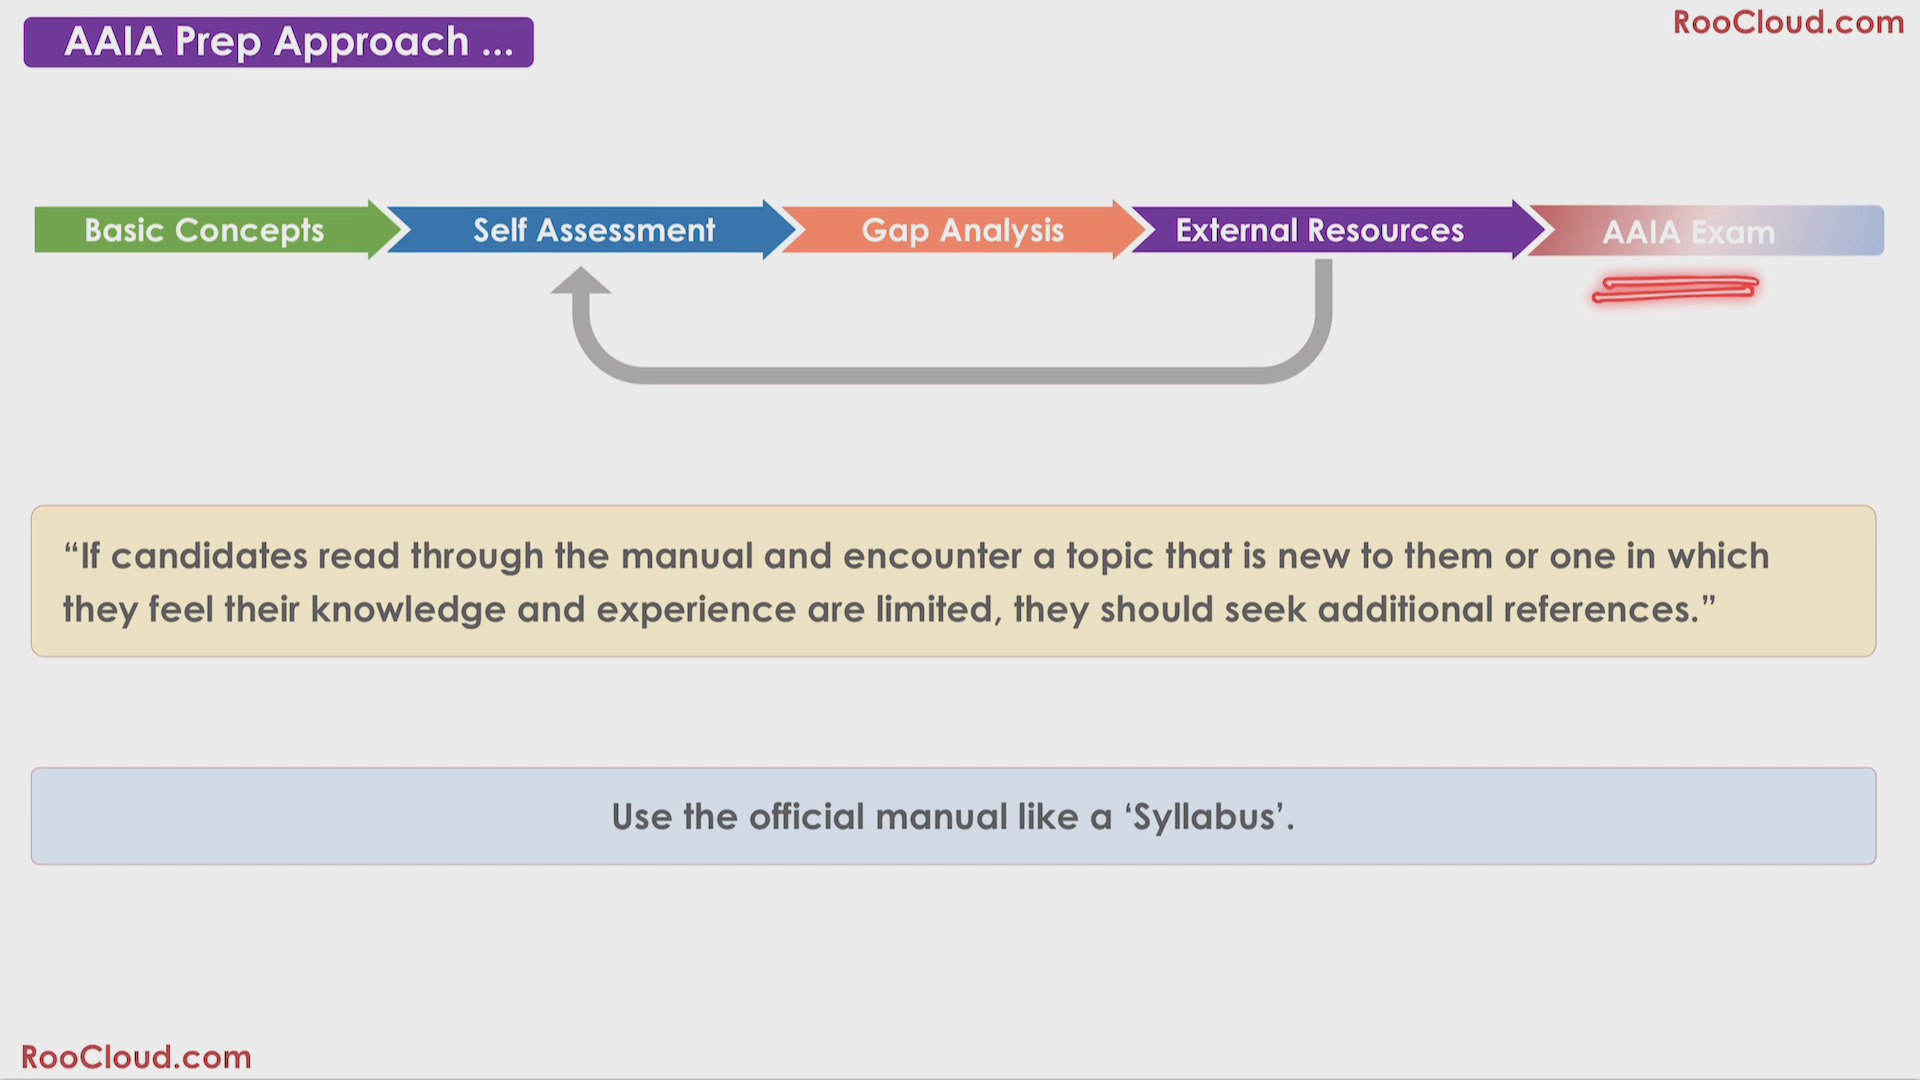 AAIA Prep Approach ...
RooCloud.com
Basic Concepts
Self Assessment
Gap Analysis
External Resources
AAIA Exam
“If candidates read through the manual and encounter a topic that is new to them or one in which
they feel their knowledge and experience are limited, they should seek additional references.”
Use the official manual like a ‘Syllabus’.
RooCloud.com